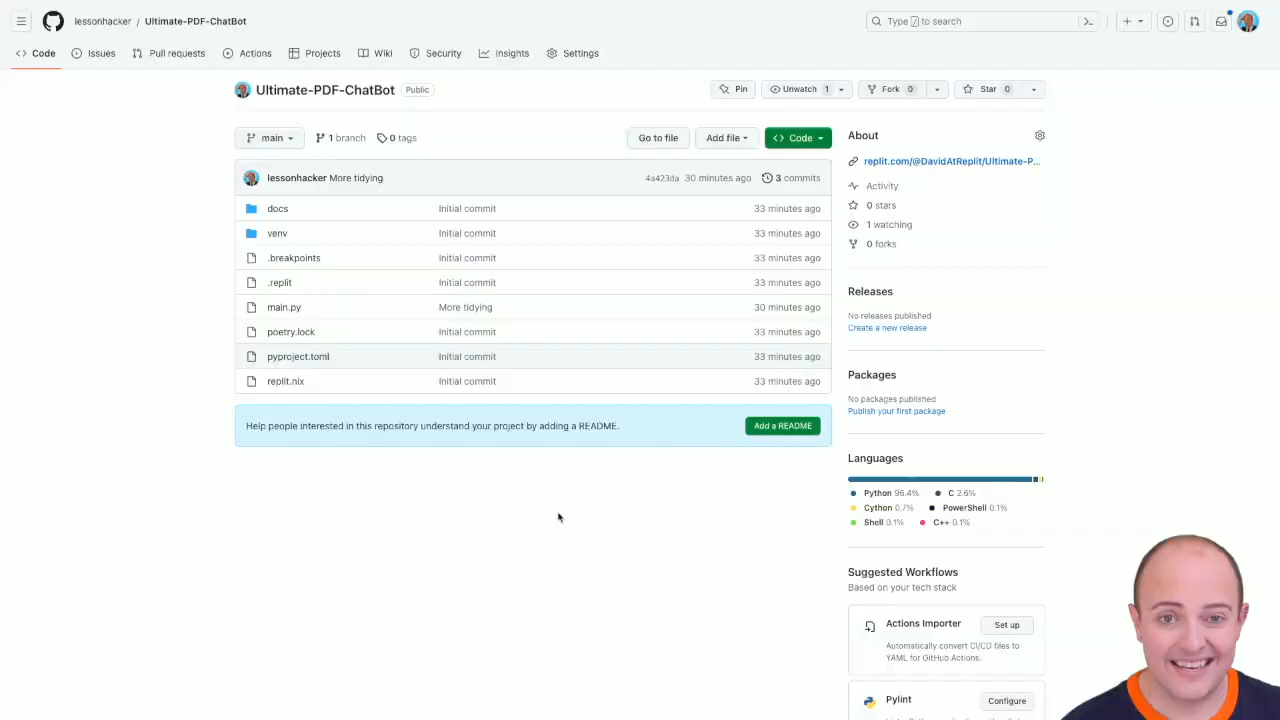 lessonhacker / Ultimate-PDF-ChatBot
Type / to search
Code Issues Pull requests Actions Projects Wiki Security Insights Settings
Ultimate-PDF-ChatBot Public
Pin Unwatch 1 Fork 0 Star 0
main 1 branch 0 tags Go to file Add file Code
lessonhacker More tidying 4a423da 30 minutes ago 3 commits
docs Initial commit 33 minutes ago
venv Initial commit 33 minutes ago
.breakpoints Initial commit 33 minutes ago
.replit Initial commit 33 minutes ago
main.py More tidying 30 minutes ago
poetry.lock Initial commit 33 minutes ago
pyproject.toml Initial commit 33 minutes ago
replit.nix Initial commit 33 minutes ago
Help people interested in this repository understand your project by adding a README. Add a README
About
replit.com/@DavidAtReplit/Ultimate-P...
Activity
0 stars
1 watching
0 forks
Releases
No releases published
Create a new release
Packages
No packages published
Publish your first package
Languages
Python 96.4% C 2.6%
Cython 0.7% PowerShell 0.1%
Shell 0.1% C++ 0.1%
Suggested Workflows
Based on your tech stack
Actions Importer Set up
Automatically convert CI/CD files to
YAML for GitHub Actions.
Pylint Configure